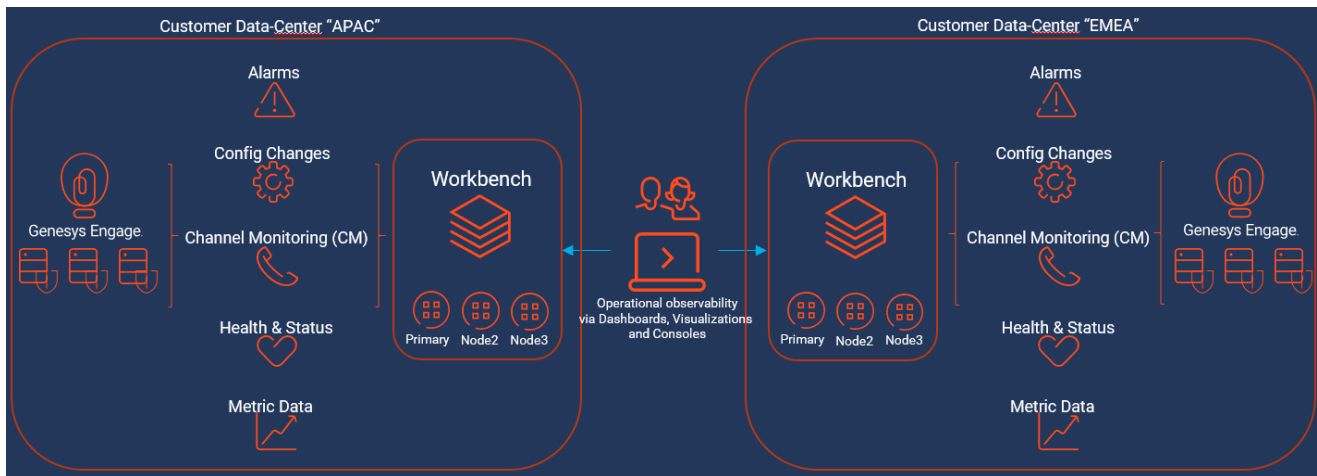 Customer Data-Center “APAC”
Alarms
Config Changes
Genesys Engage.
Channel Monitoring (CM)
Health & Status
Metric Data
Workbench
Primary
Node2
Node3
Operational observability
via Dashboards, Visualizations
and Consoles
Customer Data-Center “EMEA”
Workbench
Primary
Node2
Node3
Alarms
Config Changes
Channel Monitoring (CM)
Health & Status
Metric Data
Genesys Engage.